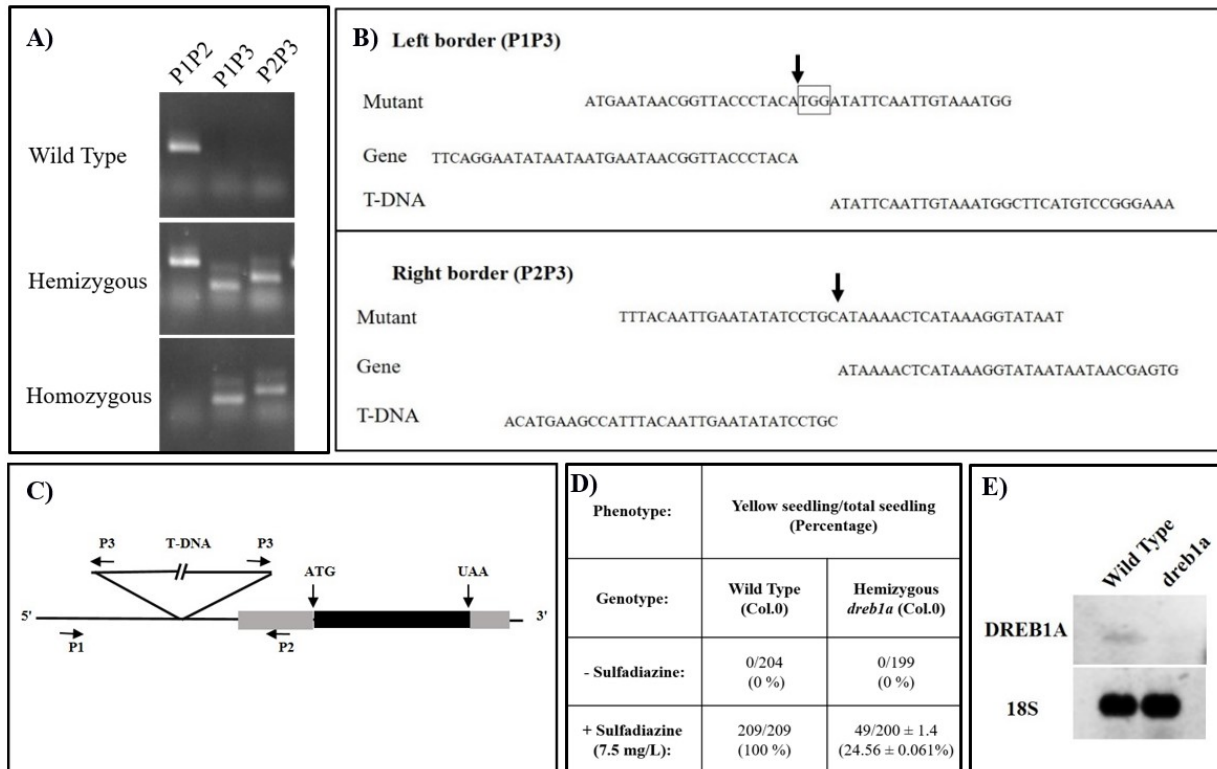 A)
P1P2 P1P3 P2P3
Wild Type
Hemizygous
Homozygous
B) Left border (P1P3)
Mutant ATGAATAACGGTTACCCTACATGGATATTCAATTGTAAATGG
Gene TTCAGGAATATAATAATGAATAACGGTTACCCTACA
T-DNA ATATTCAATTGTAAATGGCTTCATGTCCGGGAAA
Right border (P2P3)
Mutant TTTACAATTGAATATATCCTGCATAAAACTCATAAAGGTATAAT
Gene ATAAAACTCATAAAGGTATAATAATAACGAGTG
T-DNA ACATGAAGCCATTTACAATTGAATATATCCTGC
C)
P3 T-DNA P3
ATG UAA
5' 3'
P1 P2
D)
Phenotype: Yellow seedling/total seedling
(Percentage)
Genotype: Wild Type Hemizygous
(Col.0) dreb1a (Col.0)
- Sulfadiazine: 0/204 0/199
(0 %) (0 %)
+ Sulfadiazine 209/209 49/200 ± 1.4
(7.5 mg/L): (100 %) (24.56 ± 0.061%)
E)
Wild Type dreb1a
DREB1A
18S